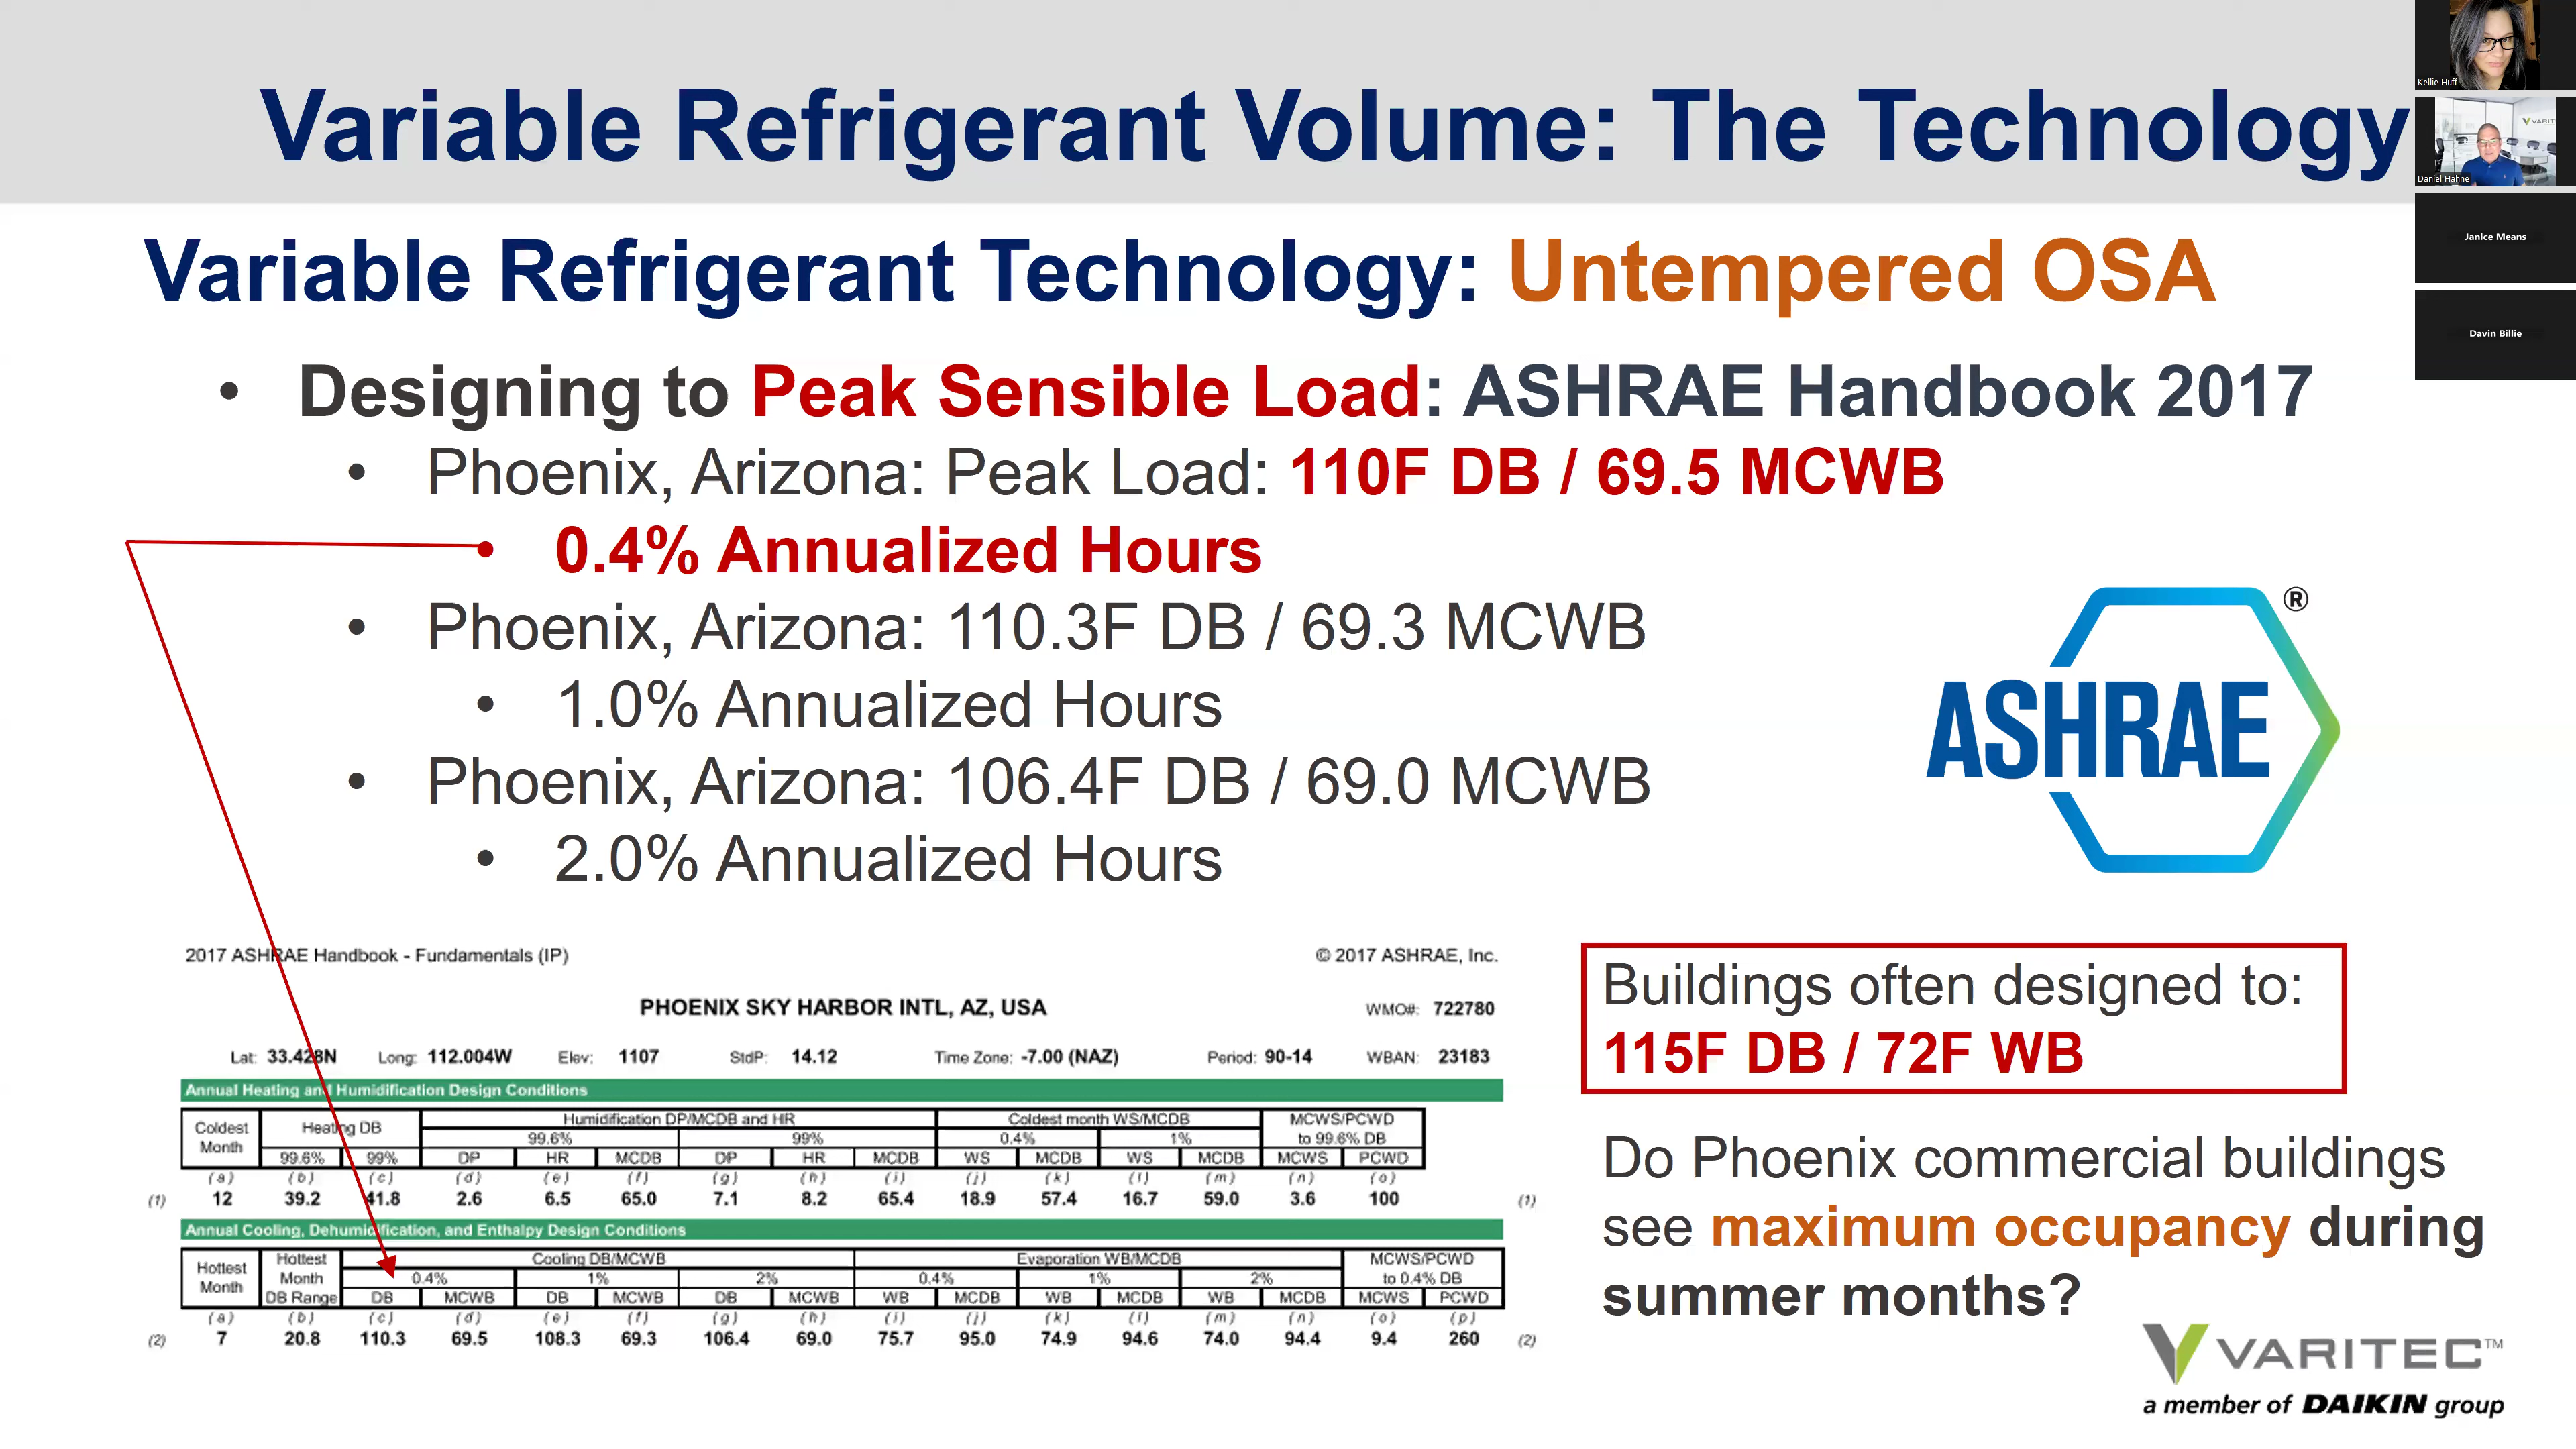 Variable Refrigerant Volume: The Technology
Kellie Huff
VARITE
Daniel Hahne
Janice Means
Davin Billie
Variable Refrigerant Technology: Untempered OSA
• Designing to Peak Sensible Load: ASHRAE Handbook 2017
• Phoenix, Arizona: Peak Load: 110F DB / 69.5 MCWB
• 0.4% Annualized Hours
• Phoenix, Arizona: 110.3F DB / 69.3 MCWB
• 1.0% Annualized Hours
• Phoenix, Arizona: 106.4F DB / 69.0 MCWB
• 2.0% Annualized Hours
ASHRAE ®
2017 ASHRAE Handbook - Fundamentals (IP) © 2017 ASHRAE, Inc.
PHOENIX SKY HARBOR INTL, AZ, USA WMO#: 722780
Lat: 33.428N Long: 112.004W Elev: 1107 StdP: 14.12 Time Zone: -7.00 (NAZ) Period: 90-14 WBAN: 23183
Annual Heating and Humidification Design Conditions
Coldest Month Heating DB Humidification DP/MCDB and HR Coldest month WS/MCDB MCWS/PCWD to 99.6% DB
99.6% 99% 0.4% 1%
99.6% 99% DP HR MCDB DP HR MCDB WS MCDB WS MCDB MCWS PCWD
(a) (b) (c) (d) (e) (f) (g) (h) (i) (j) (k) (l) (m) (n) (o)
(1) 12 39.2 41.8 2.6 6.5 65.0 7.1 8.2 65.4 18.9 57.4 16.7 59.0 3.6 100 (1)
Annual Cooling, Dehumidification, and Enthalpy Design Conditions
Hottest Month Hottest Month DB Range Cooling DB/MCWB Evaporation WB/MCDB MCWS/PCWD to 0.4% DB
0.4% 1% 2% 0.4% 1% 2%
DB MCWB DB MCWB DB MCWB WB MCDB WB MCDB WB MCDB MCWS PCWD
(a) (b) (c) (d) (e) (f) (g) (h) (i) (j) (k) (l) (m) (n) (o) (p)
(2) 7 20.8 110.3 69.5 108.3 69.3 106.4 69.0 75.7 95.0 74.9 94.6 74.0 94.4 9.4 260 (2)
Buildings often designed to:
115F DB / 72F WB
Do Phoenix commercial buildings
see maximum occupancy during
summer months?
VARITEC™
a member of DAIKIN group